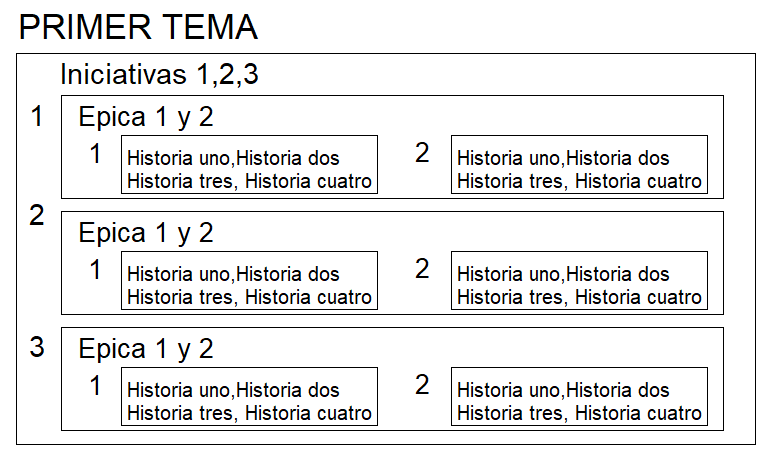 PRIMER TEMA
Iniciativas 1,2,3
1
Epica 1 y 2
1
Historia uno,Historia dos
Historia tres, Historia cuatro
2
Historia uno,Historia dos
Historia tres, Historia cuatro
2
Epica 1 y 2
1
Historia uno,Historia dos
Historia tres, Historia cuatro
2
Historia uno,Historia dos
Historia tres, Historia cuatro
3
Epica 1 y 2
1
Historia uno,Historia dos
Historia tres, Historia cuatro
2
Historia uno,Historia dos
Historia tres, Historia cuatro